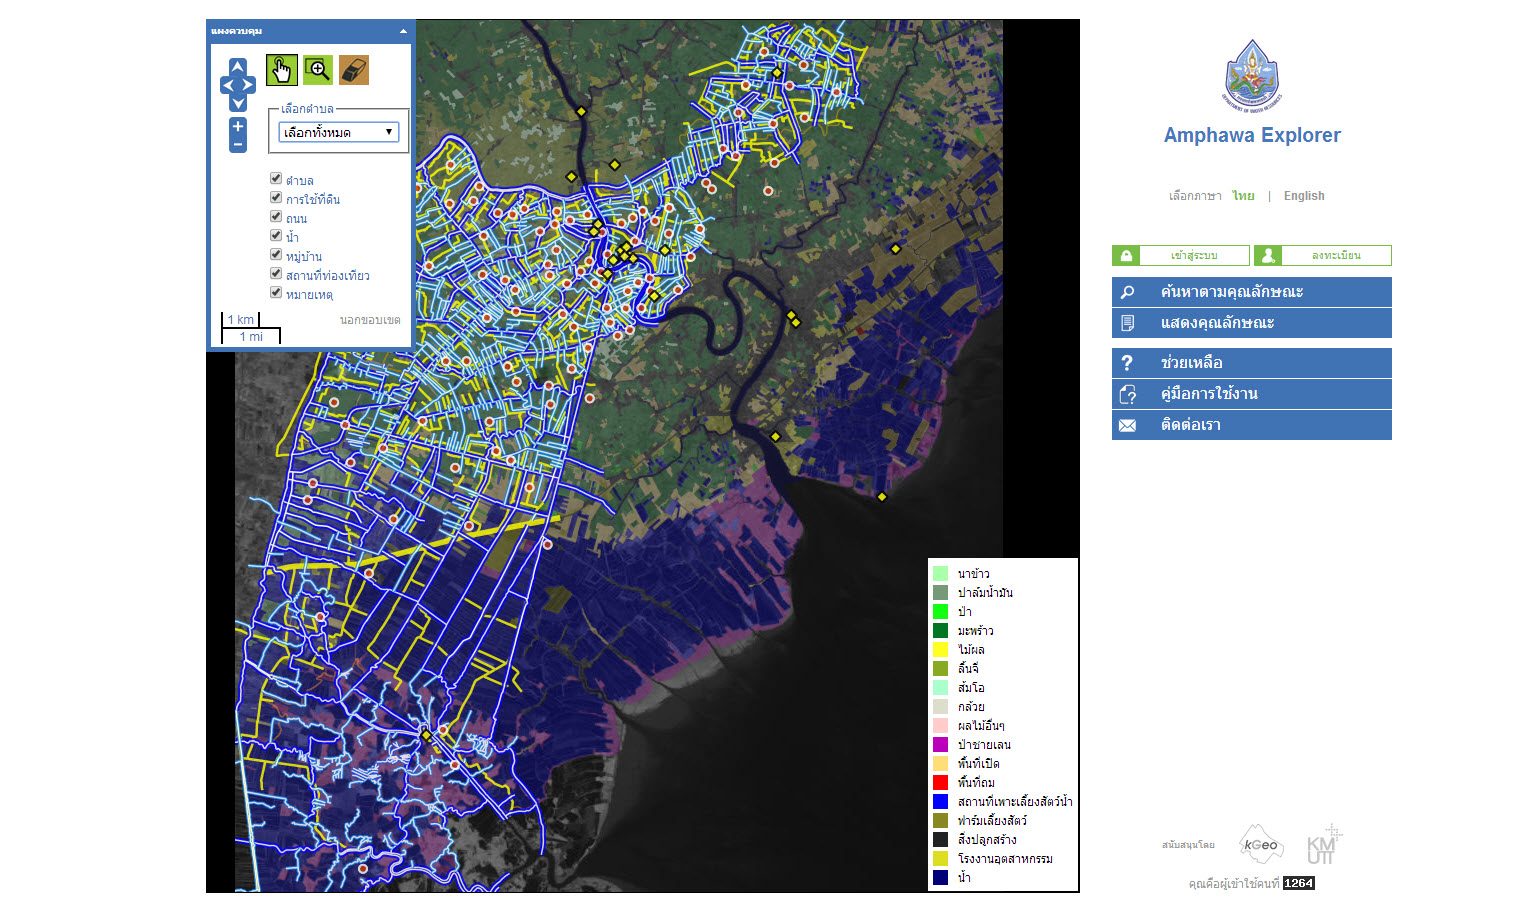 แผงควบคุม
เลือกตำบล
เลือกทั้งหมด
ตำบล
การใช้ที่ดิน
ถนน
น้ำ
หมู่บ้าน
สถานที่ท่องเที่ยว
หมายเหตุ
1 km
1 mi
นอกขอบเขต
นาข้าว
ปาล์มน้ำมัน
ป่า
มะพร้าว
ไม้ผล
ลิ้นจี่
ส้มโอ
กล้วย
ผลไม้อื่นๆ
ป่าชายเลน
พื้นที่เปิด
พื้นที่ถม
สถานที่เพาะเลี้ยงสัตว์น้ำ
ฟาร์มเลี้ยงสัตว์
สิ่งปลูกสร้าง
โรงงานอุตสาหกรรม
น้ำ
DEPARTMENT OF WATER RESOURCES
Amphawa Explorer
เลือกภาษา ไทย | English
เข้าสู่ระบบ ลงทะเบียน
ค้นหาตามคุณลักษณะ
แสดงคุณลักษณะ
ช่วยเหลือ
คู่มือการใช้งาน
ติดต่อเรา
สนับสนุนโดย kGeo KMUTT
คุณคือผู้เข้าใช้คนที่ 1264